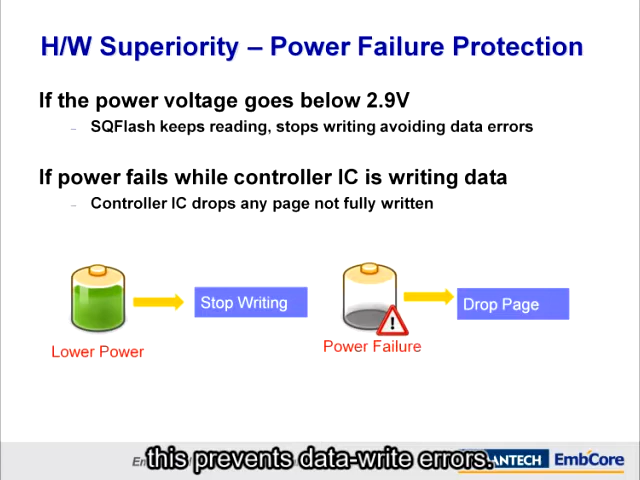 H/W Superiority – Power Failure Protection
If the power voltage goes below 2.9V
– SQFlash keeps reading, stops writing avoiding data errors
If power fails while controller IC is writing data
– Controller IC drops any page not fully written
Stop Writing
Drop Page
Lower Power
Power Failure
this prevents data-write errors.
ANTECH EmbCore